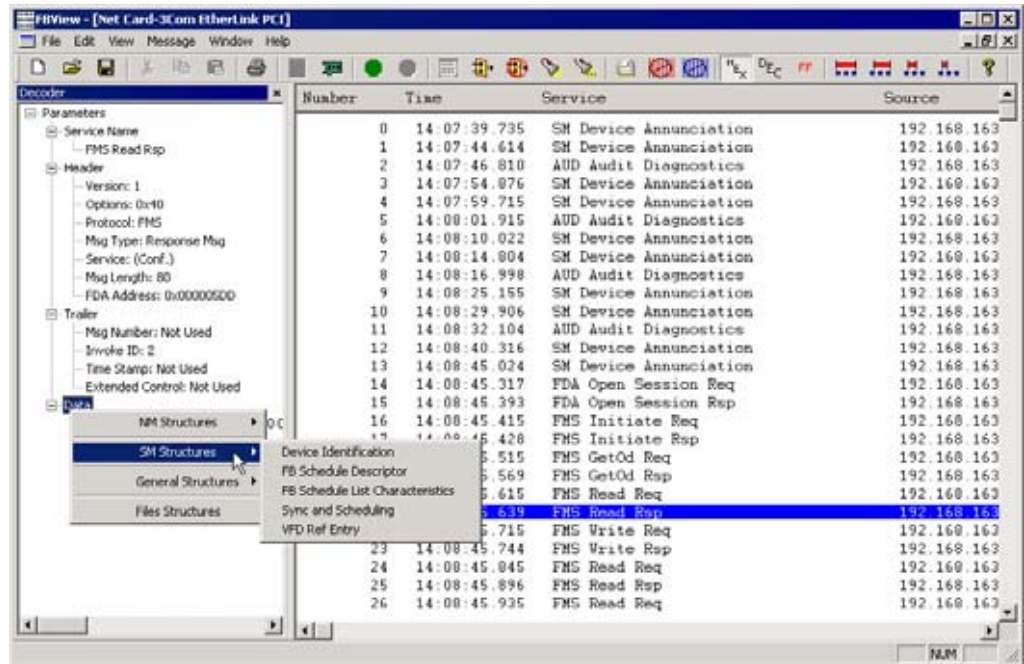 FBView - [Net Card-3Com EtherLink PCI]
File Edit View Message Window Help
HEX DEC FF
Decoder
Parameters
Service Name
FMS Read Rsp
Header
Version: 1
Options: 0x40
Protocol: FMS
Msg Type: Response Msg
Service: (Conf.)
Msg Length: 80
FDA Address: 0x000005DD
Trailer
Msg Number: Not Used
Invoke ID: 2
Time Stamp: Not Used
Extended Control: Not Used
Data
NM Structures
SM Structures
General Structures
Files Structures
Device Identification
FB Schedule Descriptor
FB Schedule List Characteristics
Sync and Scheduling
VFD Ref Entry
Number Time Service Source
0 14:07:39.735 SM Device Annunciation 192.168.163
1 14:07:44.614 SM Device Annunciation 192.168.163
2 14:07:46.810 AUD Audit Diagnostics 192.168.163
3 14:07:54.876 SM Device Annunciation 192.168.163
4 14:07:59.715 SM Device Annunciation 192.168.163
5 14:08:01.915 AUD Audit Diagnostics 192.168.163
6 14:08:10.022 SM Device Annunciation 192.168.163
7 14:08:14.804 SM Device Annunciation 192.168.163
8 14:08:16.998 AUD Audit Diagnostics 192.168.163
9 14:08:25.155 SM Device Annunciation 192.168.163
10 14:08:29.906 SM Device Annunciation 192.168.163
11 14:08:32.104 AUD Audit Diagnostics 192.168.163
12 14:08:40.316 SM Device Annunciation 192.168.163
13 14:08:45.024 SM Device Annunciation 192.168.163
14 14:08:45.317 FDA Open Session Req 192.168.163
15 14:08:45.393 FDA Open Session Rsp 192.168.163
16 14:08:45.415 FMS Initiate Req 192.168.163
17 14:08:45.428 FMS Initiate Rsp 192.168.163
.515 FMS GetOd Req 192.168.163
.569 FMS GetOd Rsp 192.168.163
.615 FMS Read Req 192.168.163
.639 FMS Read Rsp 192.168.163
.715 FMS Write Req 192.168.163
23 14:08:45.744 FMS Write Rsp 192.168.163
24 14:08:45.845 FMS Read Req 192.168.163
25 14:08:45.896 FMS Read Rsp 192.168.163
26 14:08:45.935 FMS Read Req 192.168.163
NUM